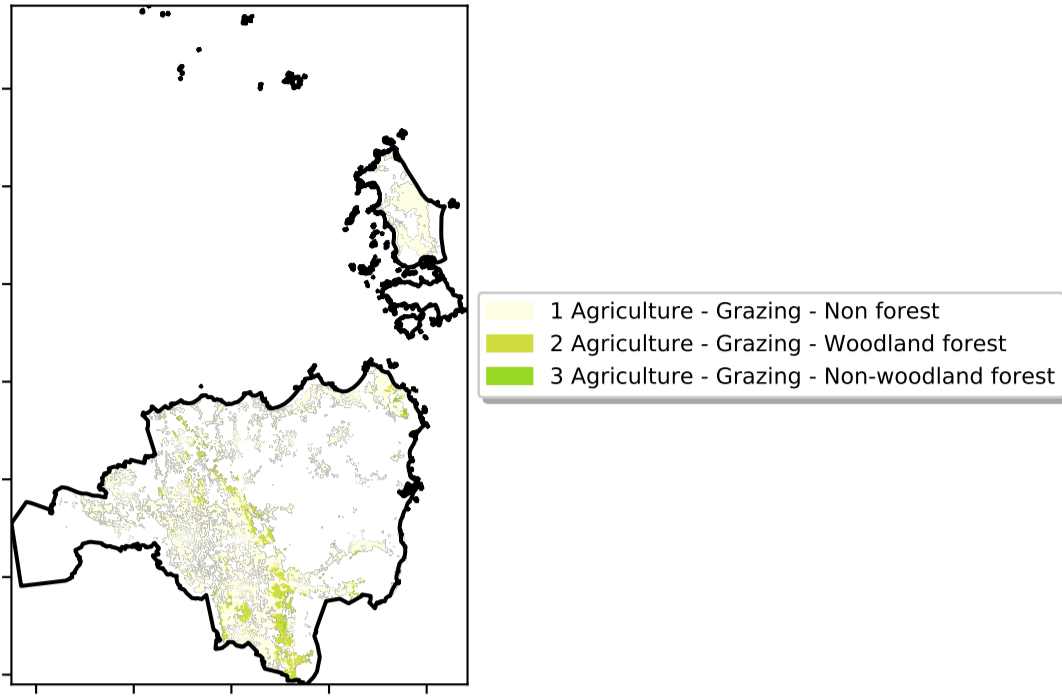 1 Agriculture - Grazing - Non forest
2 Agriculture - Grazing - Woodland forest
3 Agriculture - Grazing - Non-woodland forest